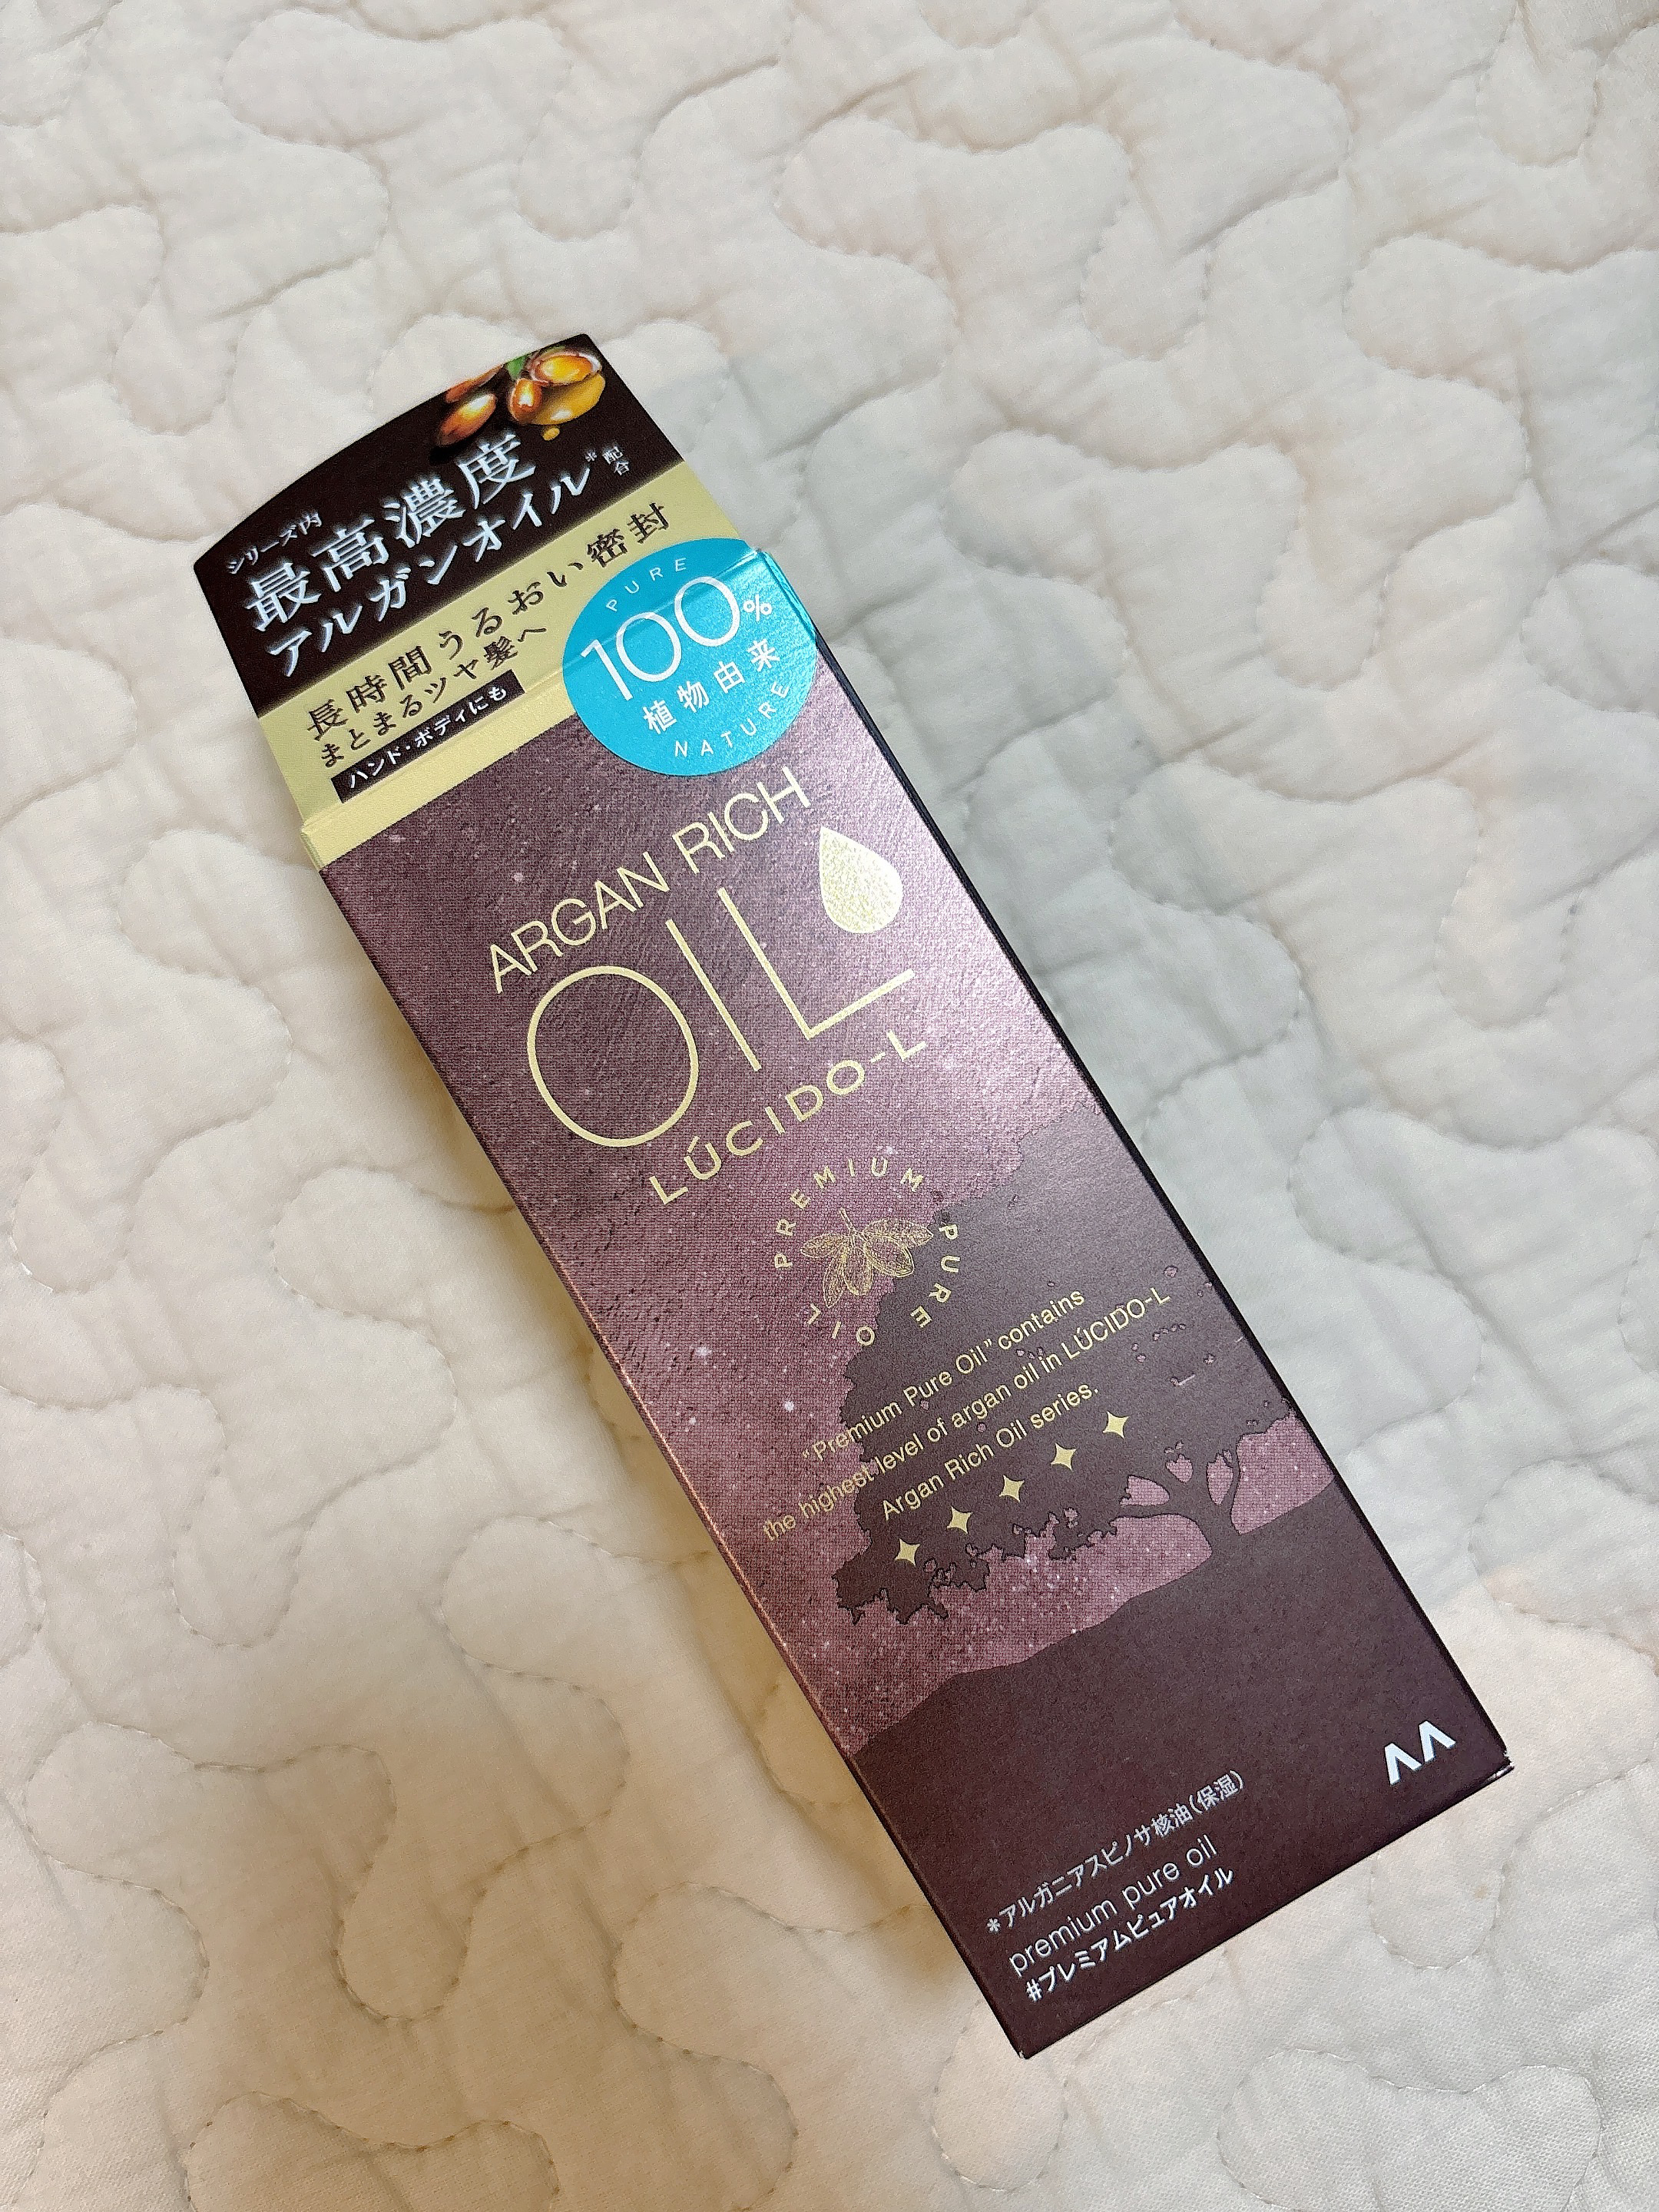 シリーズ内
最高濃度
アルガンオイル*配合
長時間うるおい密封
まとまるツヤ髪へ
ハンド・ボディにも
PURE
100%
植物由来
NATURE
ARGAN RICH
OIL
LÚCIDO-L
PREMIUM PURE OIL
"Premium Pure Oil" contains
the highest level of argan oil in LÚCIDO-L
Argan Rich Oil series.
*アルガニアスピノサ核油(保湿)
premium pure oil
#プレミアムピュアオイル